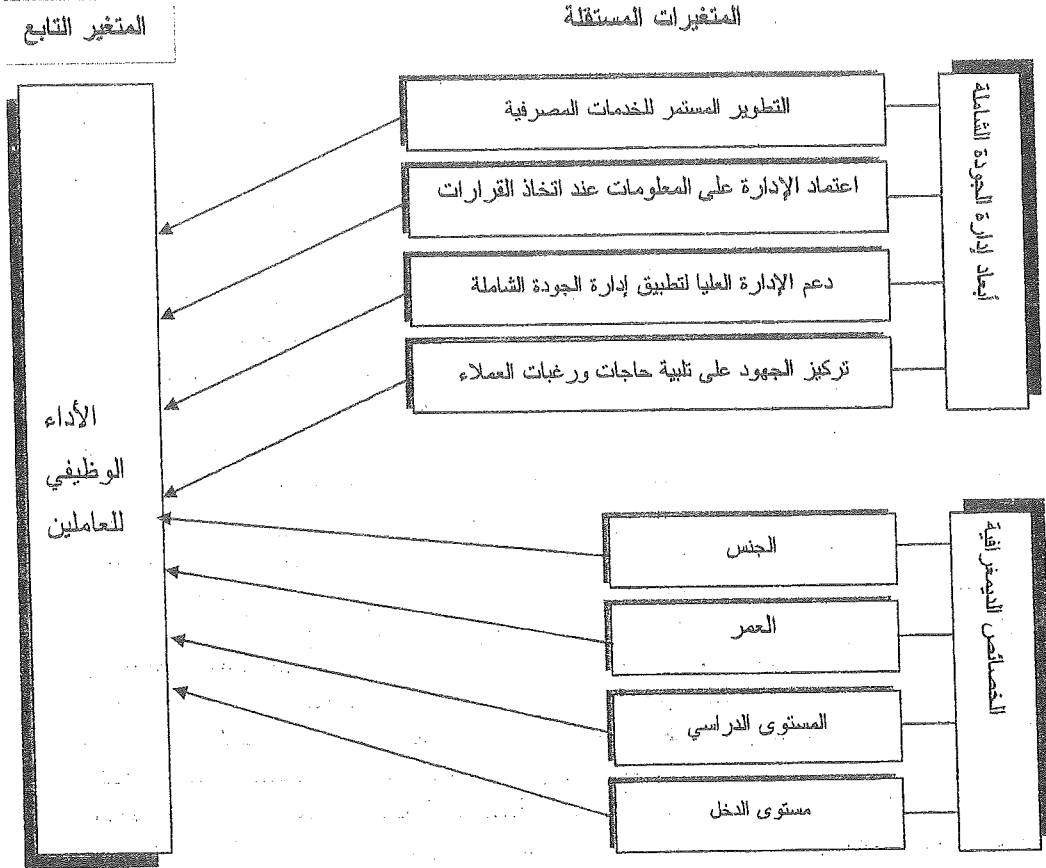 المتغيرات المستقلة
المتغير التابع
أبعاد إدارة الجودة الشاملة
التطوير المستمر للخدمات المصرفية
اعتماد الإدارة على المعلومات عند اتخاذ القرارات
دعم الإدارة العليا لتطبيق إدارة الجودة الشاملة
تركيز الجهود على تلبية حاجات ورغبات العملاء
الخصائص الديمغرافية
الجنس
العمر
المستوى الدراسي
مستوى الدخل
الأداء
الوظيفي
للعاملين